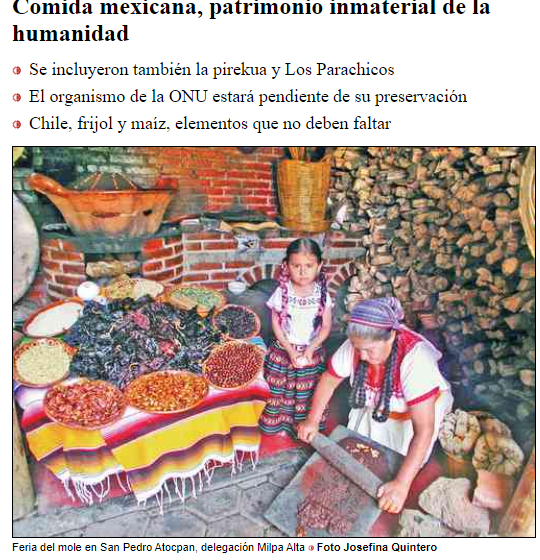 Comida mexicana, patrimonio inmaterial de la
humanidad
Se incluyeron también la pirekua y Los Parachicos
El organismo de la ONU estará pendiente de su preservación
Chile, frijol y maíz, elementos que no deben faltar
Feria del mole en San Pedro Atocpan, delegación Milpa Alta Foto Josefina Quintero